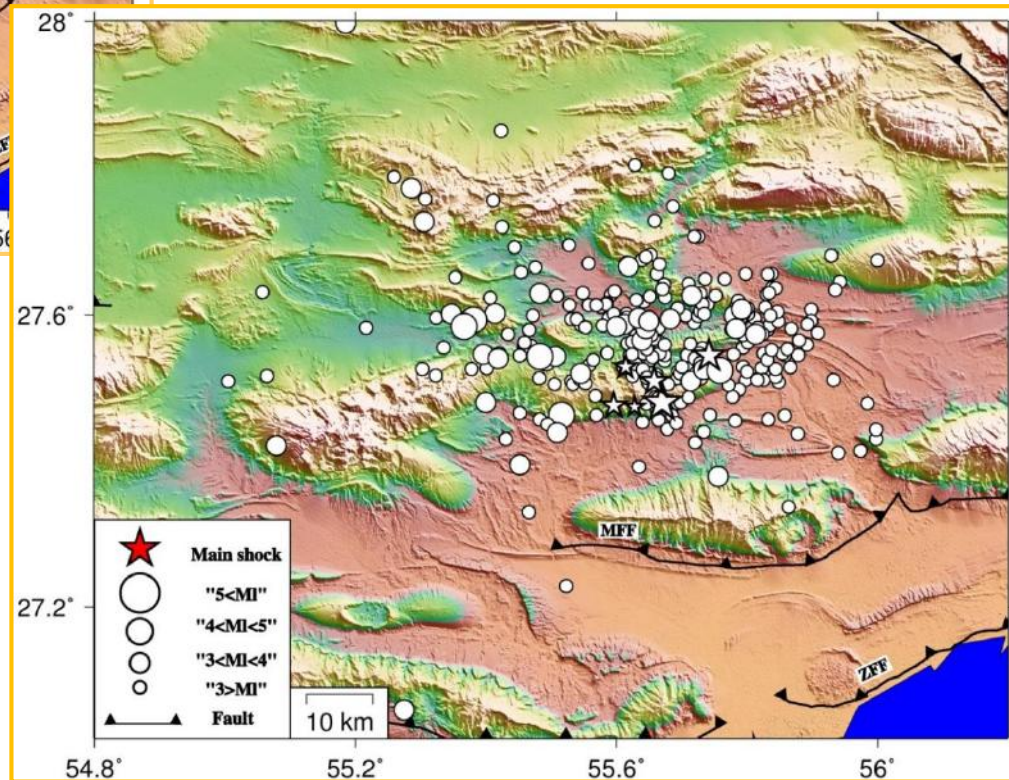 28°
27.6
27.2
54.8
55.2
55.6
56
MFF
ZFF
Main shock
"5<Ml"
"4<Ml<5"
"3<Ml<4"
"3>Ml"
Fault
10 km